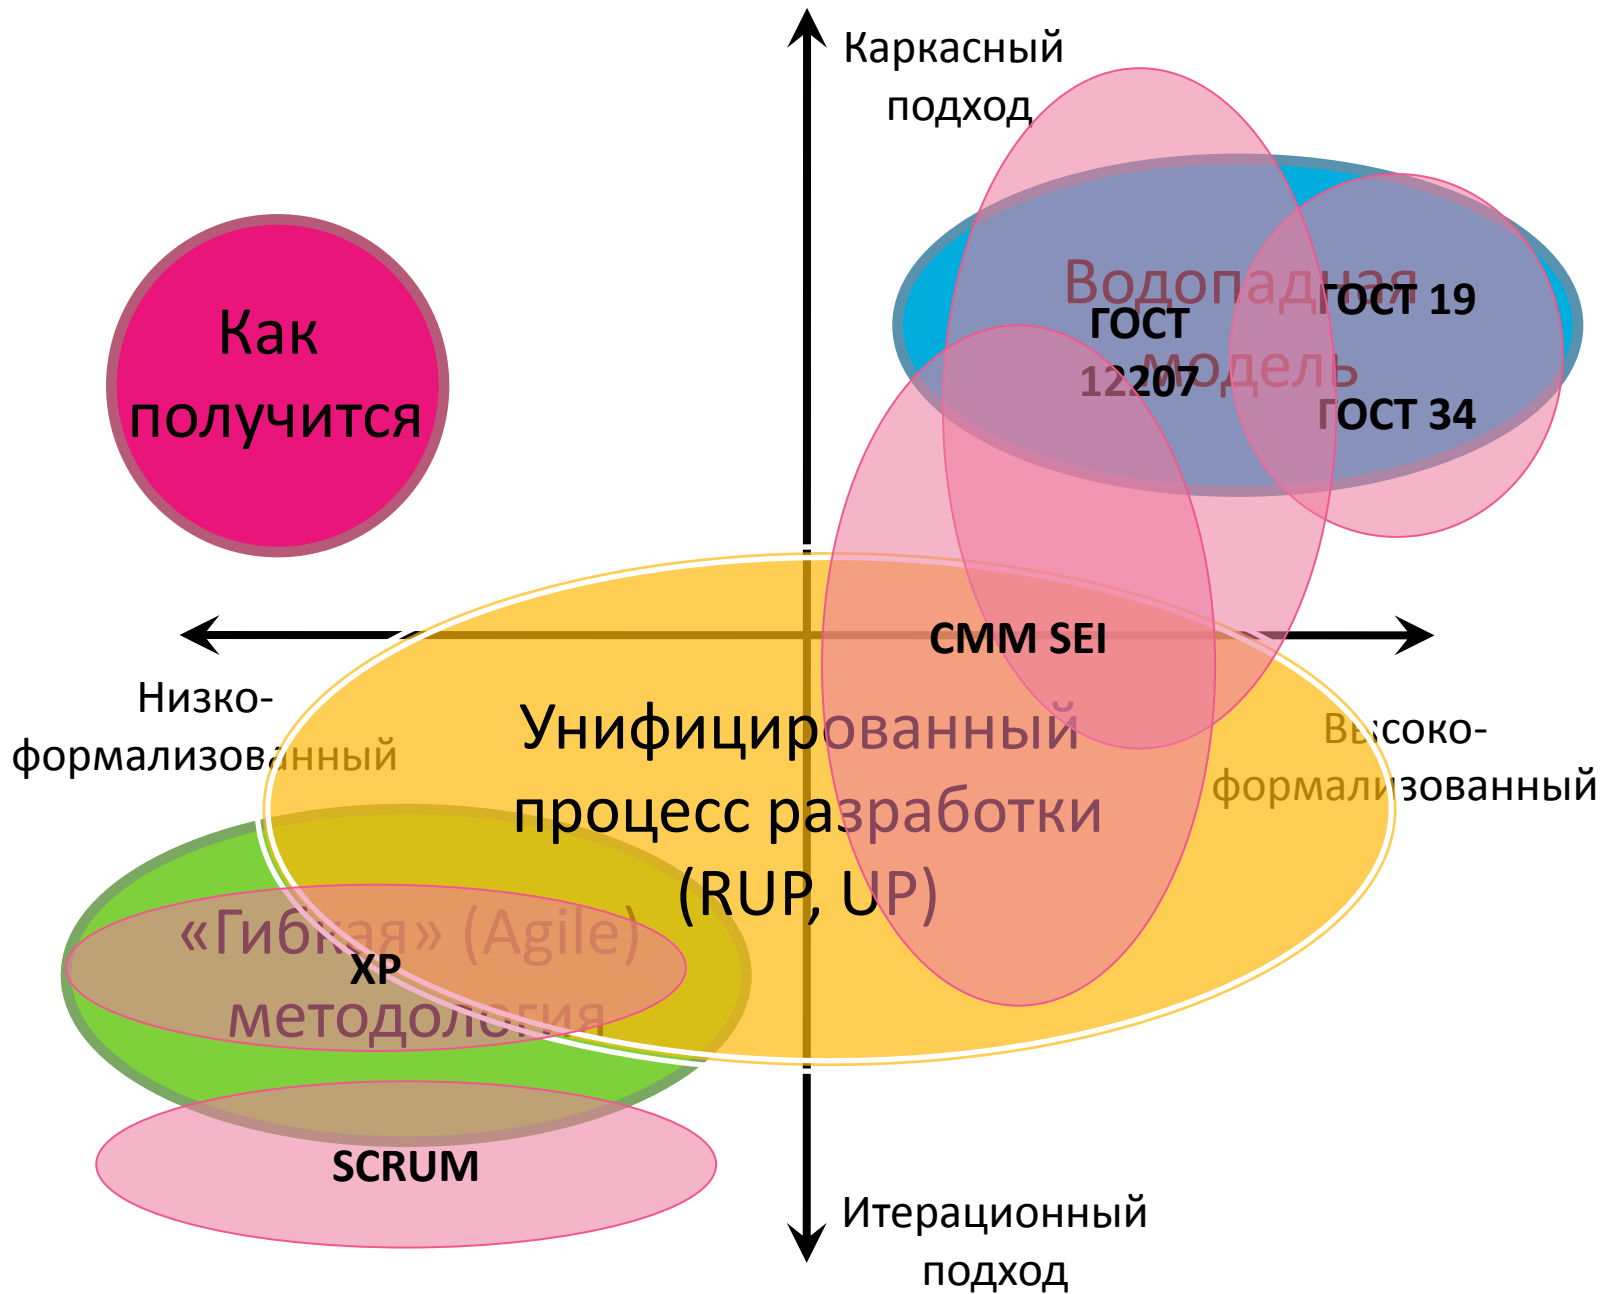 Каркасный
подход
Как
получится
Водопадная
модель
ГОСТ
12207
ГОСТ 19
ГОСТ 34
CMM SEI
Низко-
формализованный
Высоко-
формализованный
Унифицированный
процесс разработки
(RUP, UP)
«Гибкая» (Agile)
методология
XP
SCRUM
Итерационный
подход